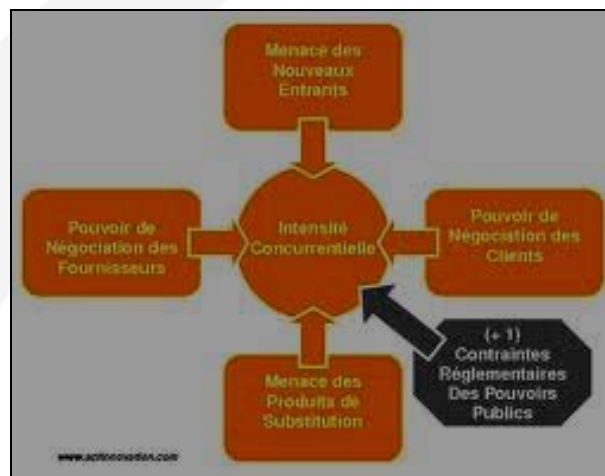 Menace des
Nouveaux
Entrants
Pouvoir de
Négociation des
Fournisseurs
Intensité
Concurrentielle
Pouvoir de
Négociation des
Clients
(+ 1)
Contraintes
Réglementaires
Des Pouvoirs
Publics
Menace des
Produits de
Substitution